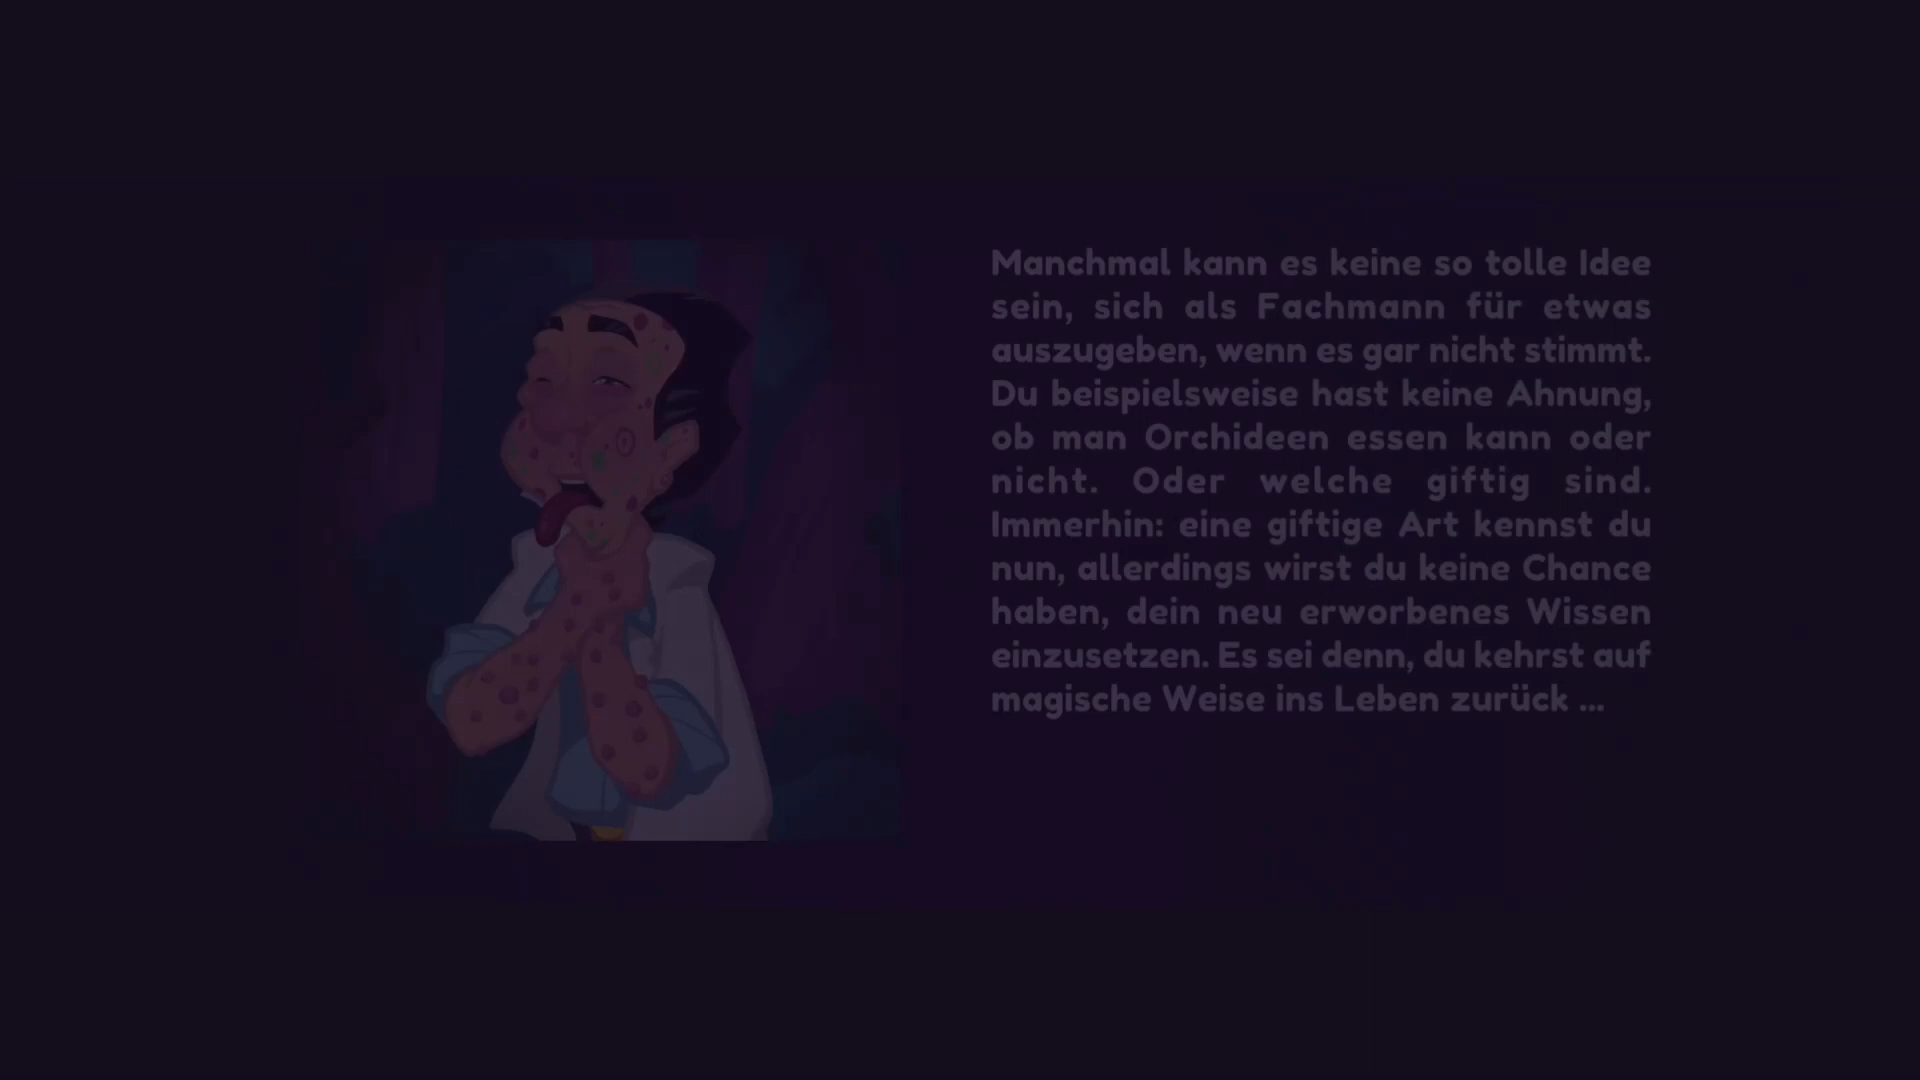 Manchmal kann es keine so tolle Idee
sein, sich als Fachmann für etwas
auszugeben, wenn es gar nicht stimmt.
Du beispielsweise hast keine Ahnung,
ob man Orchideen essen kann oder
nicht. Oder welche giftig sind.
Immerhin: eine giftige Art kennst du
nun, allerdings wirst du keine Chance
haben, dein neu erworbenes Wissen
einzusetzen. Es sei denn, du kehrst auf
magische Weise ins Leben zurück ...